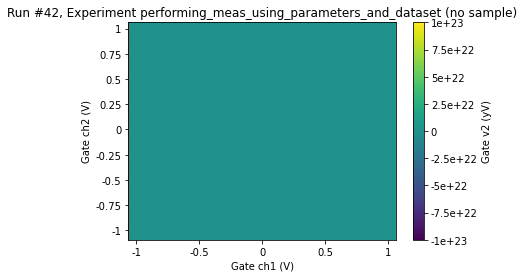 Run #42, Experiment performing_meas_using_parameters_and_dataset (no sample)
1
0.75
0.5
0.25
0
-0.25
-0.5
-0.75
-1
Gate ch2 (V)
-1
-0.5
0
0.5
1
Gate ch1 (V)
1e+23
7.5e+22
5e+22
2.5e+22
0
-2.5e+22
-5e+22
-7.5e+22
-1e+23
Gate v2 (yV)